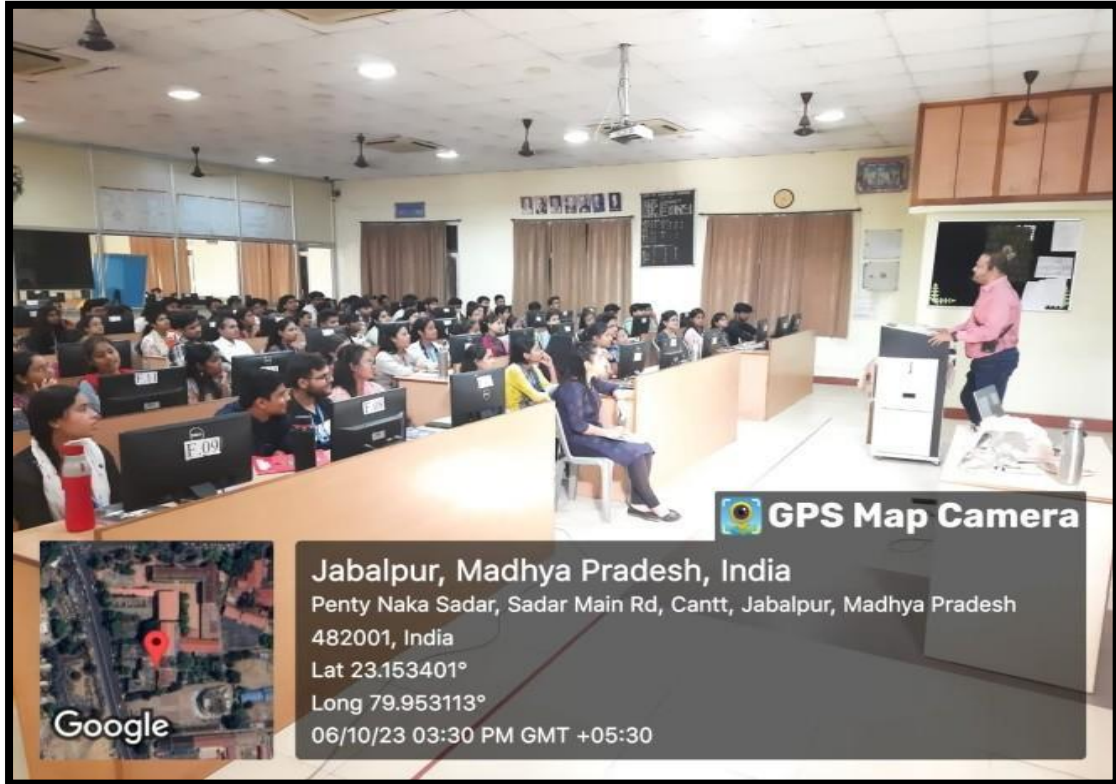 F.11
F.09
GPS Map Camera
Jabalpur, Madhya Pradesh, India
Penty Naka Sadar, Sadar Main Rd, Cantt, Jabalpur, Madhya Pradesh
482001, India
Lat 23.153401°
Long 79.953113°
06/10/23 03:30 PM GMT +05:30
Google